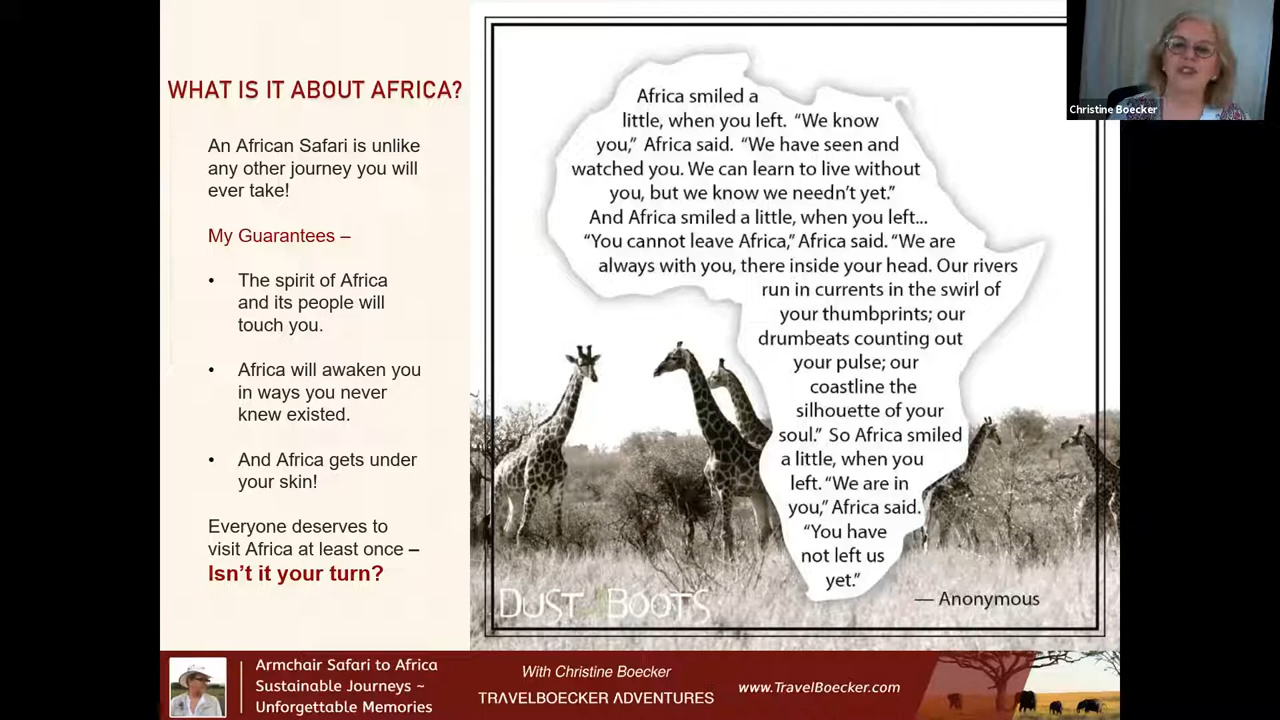 WHAT IS IT ABOUT AFRICA?
An African Safari is unlike
any other journey you will
ever take!
My Guarantees –
• The spirit of Africa
and its people will
touch you.
• Africa will awaken you
in ways you never
knew existed.
• And Africa gets under
your skin!
Everyone deserves to
visit Africa at least once –
Isn't it your turn?
Africa smiled a
little, when you left. “We know
you,” Africa said. “We have seen and
watched you. We can learn to live without
you, but we know we needn't yet.”
And Africa smiled a little, when you left...
“You cannot leave Africa,” Africa said. “We are
always with you, there inside your head. Our rivers
run in currents in the swirl of
your thumbprints; our
drumbeats counting out
your pulse; our
coastline the
silhouette of your
soul.” So Africa smiled
a little, when you
left. “We are in
you,” Africa said.
“You have
not left us
yet.”
— Anonymous
DUST BOOTS
Christine Boecker
Armchair Safari to Africa
Sustainable Journeys ~
Unforgettable Memories
With Christine Boecker
TRAVELBOECKER ADVENTURES
www.TravelBoecker.com